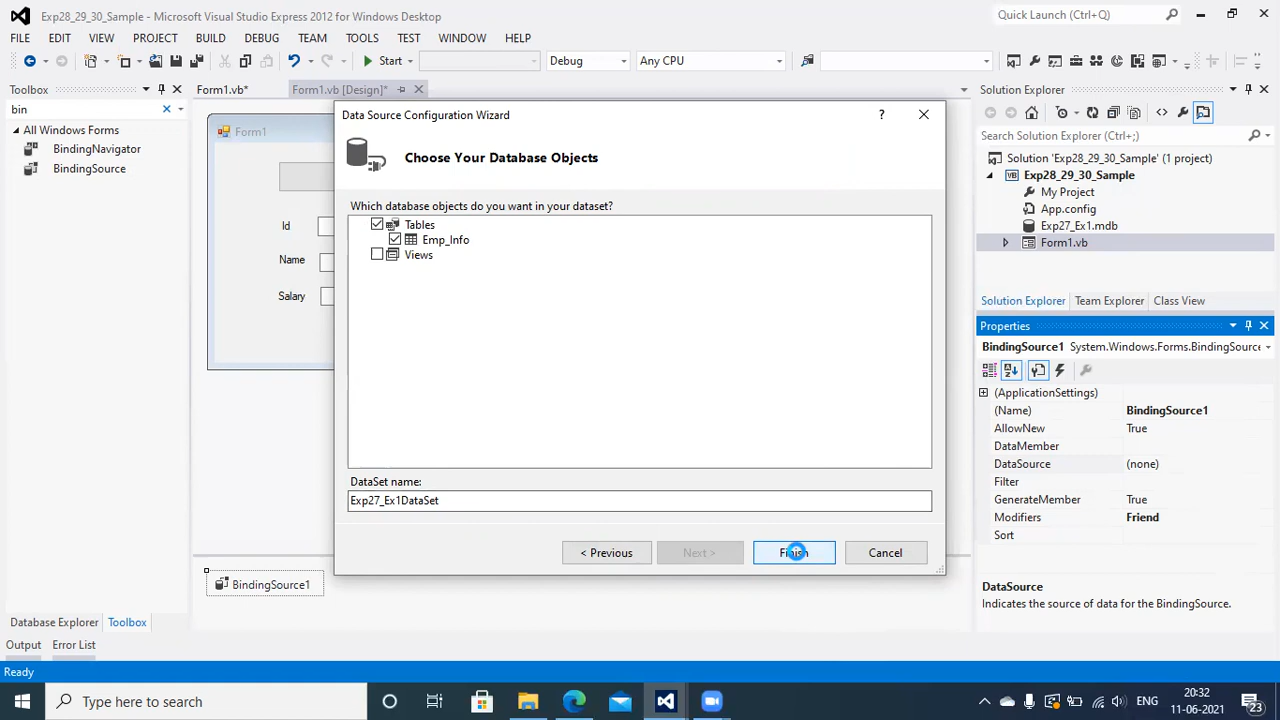 Exp28_29_30_Sample - Microsoft Visual Studio Express 2012 for Windows Desktop
Quick Launch (Ctrl+Q)
FILE EDIT VIEW PROJECT BUILD DEBUG TEAM TOOLS TEST WINDOW HELP
Start Debug Any CPU
Toolbox
bin
All Windows Forms
BindingNavigator
BindingSource
Form1.vb* Form1.vb [Design]*
Form1
Id
Name
Salary
Data Source Configuration Wizard
?
Choose Your Database Objects
Which database objects do you want in your dataset?
Tables
Emp_Info
Views
DataSet name:
Exp27_Ex1DataSet
< Previous Next > Finish Cancel
BindingSource1
Solution Explorer
Search Solution Explorer (Ctrl+;)
Solution 'Exp28_29_30_Sample' (1 project)
VB Exp28_29_30_Sample
My Project
App.config
Exp27_Ex1.mdb
Form1.vb
Solution Explorer Team Explorer Class View
Properties
BindingSource1 System.Windows.Forms.BindingSource
(ApplicationSettings)
(Name) BindingSource1
AllowNew True
DataMember
DataSource (none)
Filter
GenerateMember True
Modifiers Friend
Sort
DataSource
Indicates the source of data for the BindingSource.
Database Explorer Toolbox
Output Error List
Ready
Type here to search
ENG
20:32
11-06-2021
23